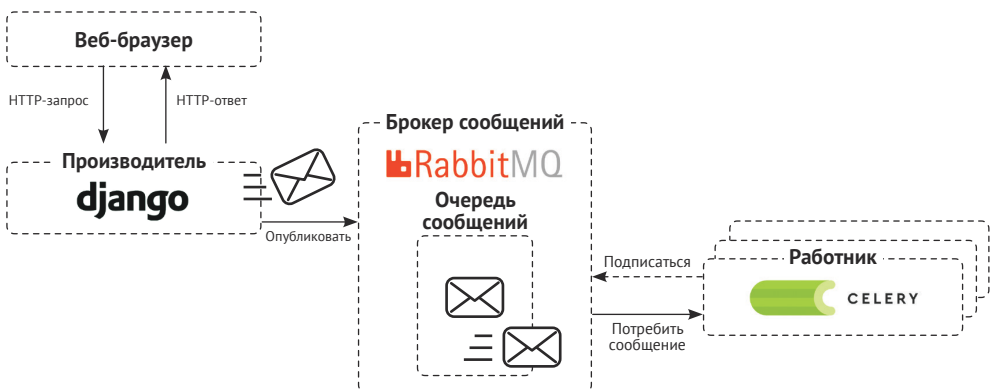 Веб-браузер
HTTP-запрос
HTTP-ответ
Производитель
django
Опубликовать
Брокер сообщений
RabbitMQ
Очередь
сообщений
Подписаться
Работник
CELERY
Потребить
сообщение